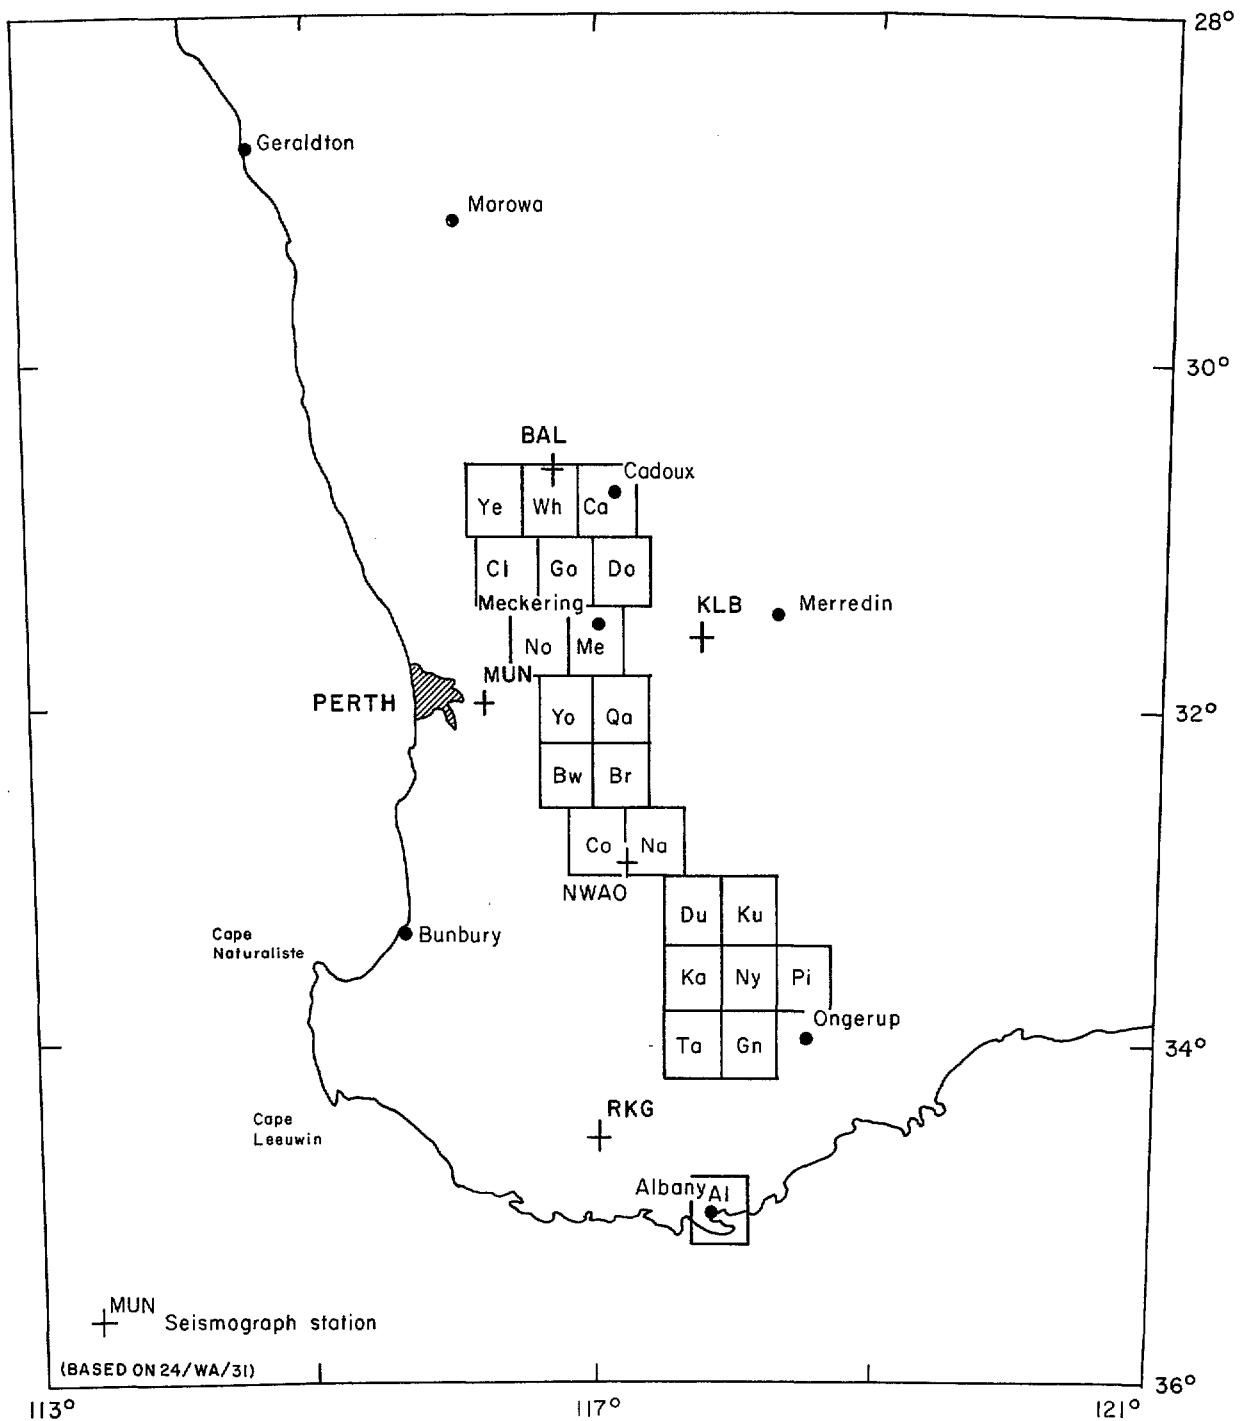 28°
Geraldton
Morowa
30°
BAL
Cadoux
Ye
Wh
Ca
Cl
Go
Do
Meckering
KLB
Merredin
No
Me
MUN
PERTH
Yo
Qa
32°
Bw
Br
Co
Na
NWAO
Du
Ku
Cape
Naturaliste
Bunbury
Ka
Ny
Pi
Ongerup
Ta
Gn
34°
RKG
Cape
Leeuwin
Albany
Al
MUN
Seismograph station
(BASED ON 24/WA/31)
36°
113°
117°
121°